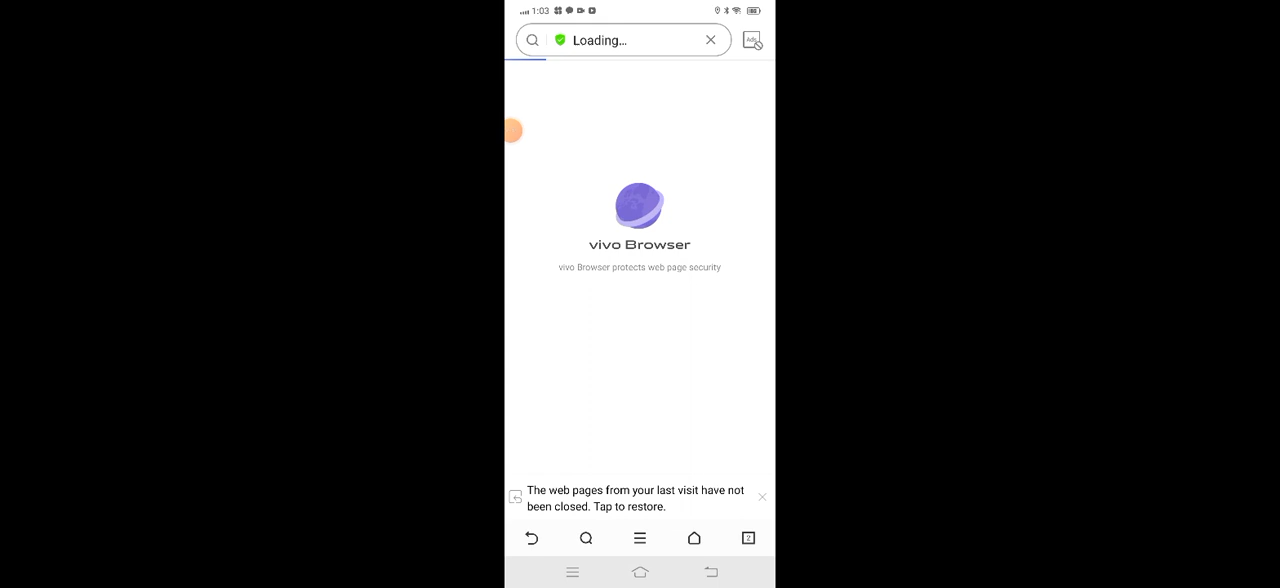 1:03
Loading...
Ads
vivo Browser
vivo Browser protects web page security
The web pages from your last visit have not
been closed. Tap to restore.
2